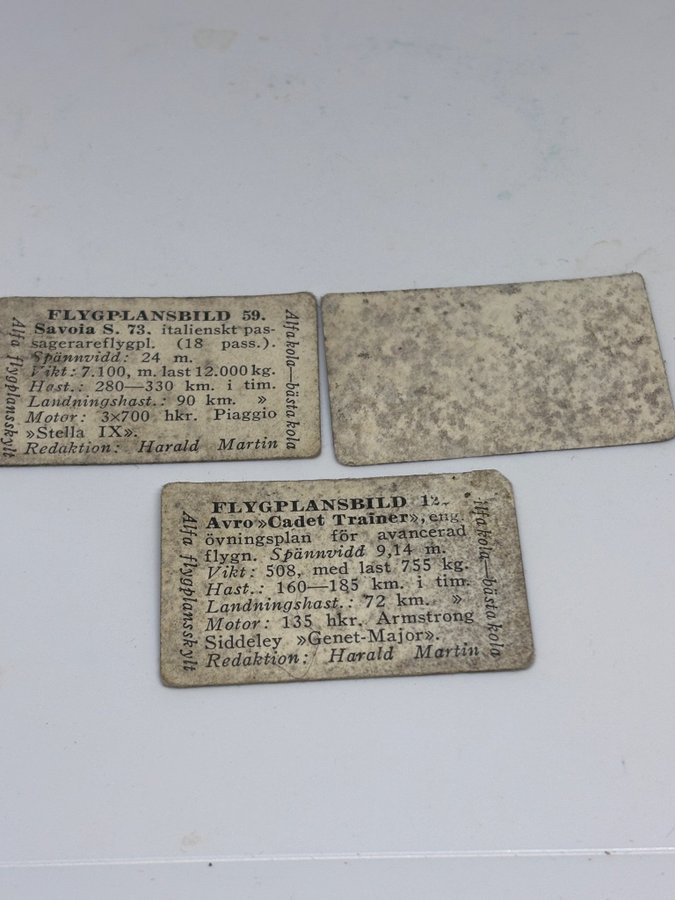 FLYGPLANSBILD 59.
Savoia S. 73, italienskt pas-
sagerareflygpl. (18 pass.).
Spännvidd: 24 m.
Vikt: 7.100, m. last 12.000 kg.
Hast.: 280—330 km. i tim.
Landningshast.: 90 km. »
Motor: 3×700 hkr. Piaggio
»Stella IX».
Redaktion: Harald Martin
Alfa flygplansskylt
Alfa kola—bästa kola
FLYGPLANSBILD
Avro »Cadet Trainer», eng.
övningsplan för avancerad
flygn. Spännvidd 9,14 m.
Vikt: 508, med last 755 kg.
Hast.: 160—185 km. i tim.
Landningshast.: 72 km. »
Motor: 135 hkr. Armstrong
Siddeley »Genet-Major».
Redaktion: Harald Martin
Alfa flygplansskylt
Alfa kola—bästa kola